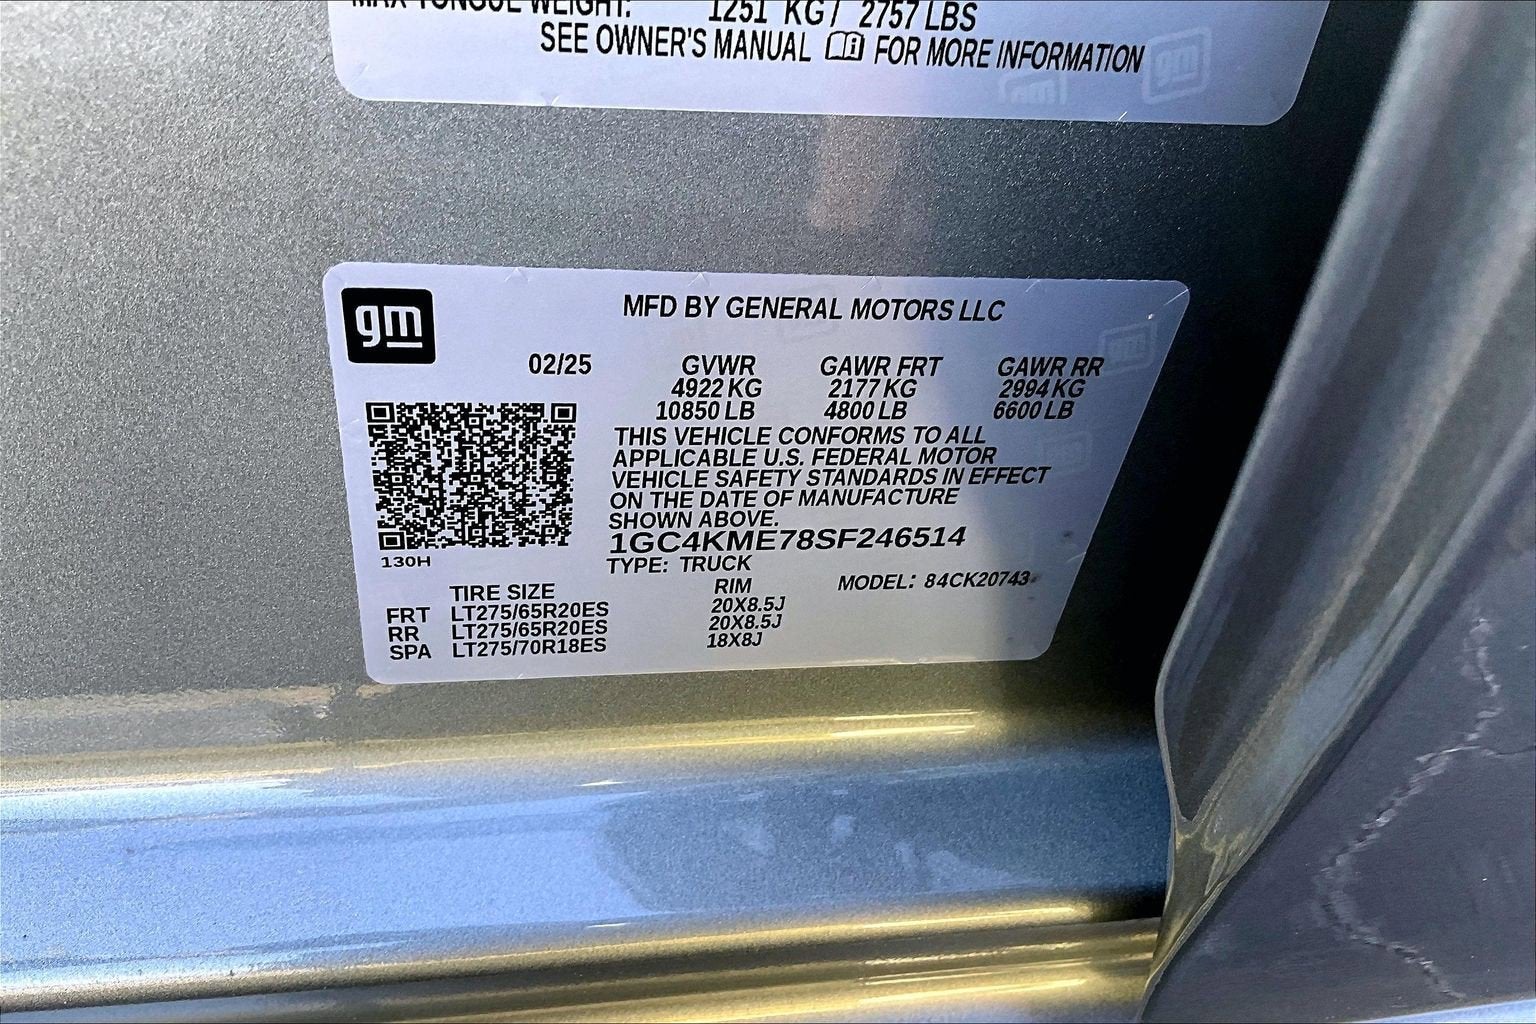 MAX TONGUE WEIGHT: 1251 KG / 2757 LBS
SEE OWNER'S MANUAL FOR MORE INFORMATION
gm
gm
gm
MFD BY GENERAL MOTORS LLC
gm
02/25 GVWR GAWR FRT GAWR RR
4922 KG 2177 KG 2994 KG
10850 LB 4800 LB 6600 LB
THIS VEHICLE CONFORMS TO ALL
APPLICABLE U.S. FEDERAL MOTOR
VEHICLE SAFETY STANDARDS IN EFFECT
ON THE DATE OF MANUFACTURE
SHOWN ABOVE.
1GC4KME78SF246514
130H
TYPE: TRUCK
MODEL: 84CK20743
TIRE SIZE RIM
FRT LT275/65R20ES 20X8.5J
RR LT275/65R20ES 20X8.5J
SPA LT275/70R18ES 18X8J